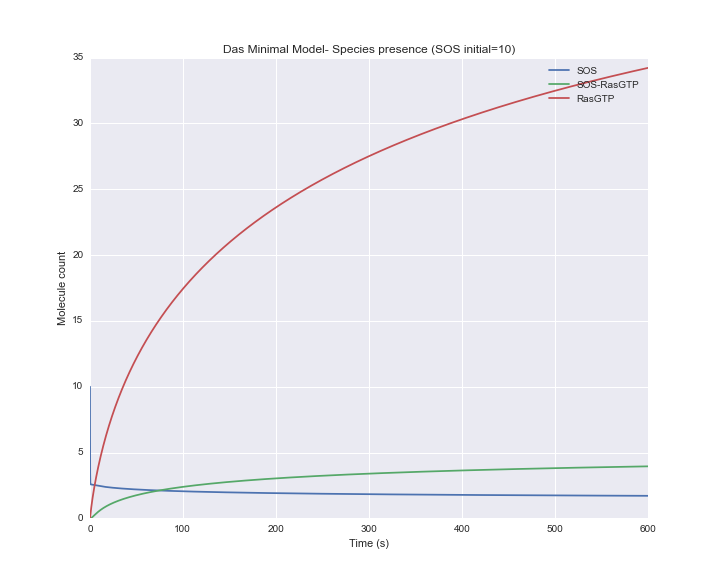 Das Minimal Model- Species presence (SOS initial=10)
35
30
25
20
15
10
5
0
Molecule count
SOS
SOS-RasGTP
RasGTP
0 100 200 300 400 500 600
Time (s)